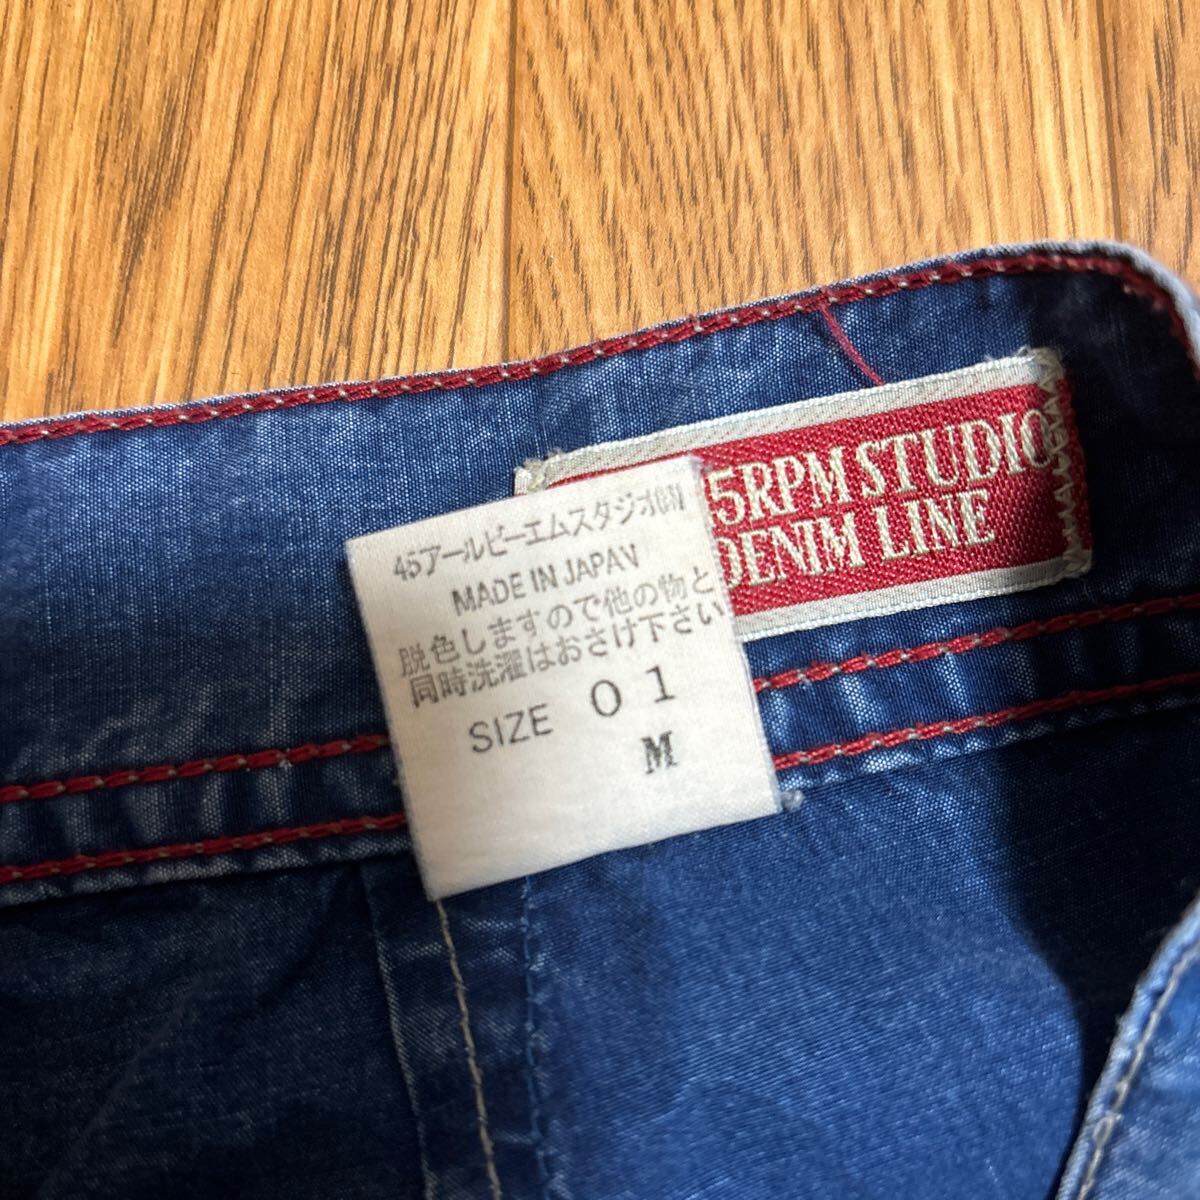 5RPM STUDIO
DENIM LINE
45アールピーエムスタジオ㈱
MADE IN JAPAN
脱色しますので他の物と
同時洗濯はおさけ下さい
SIZE 01
M